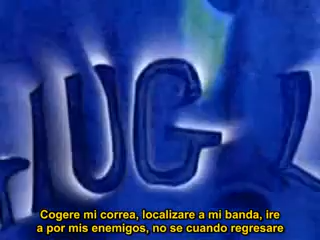 UG
Cogere mi correa, localizare a mi banda, ire
a por mis enemigos, no se cuando regresare